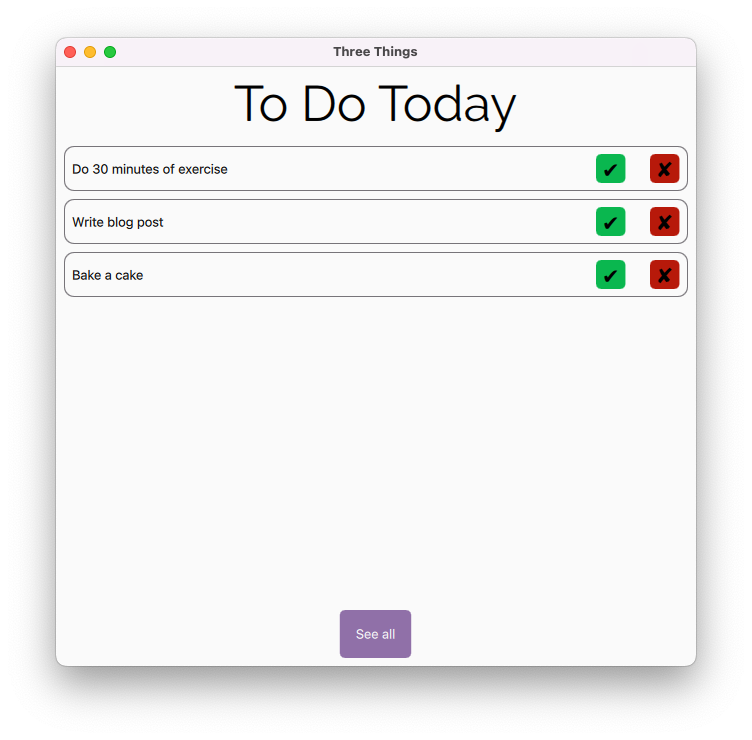 Three Things
To Do Today
Do 30 minutes of exercise ✔ ✘
Write blog post ✔ ✘
Bake a cake ✔ ✘
See all